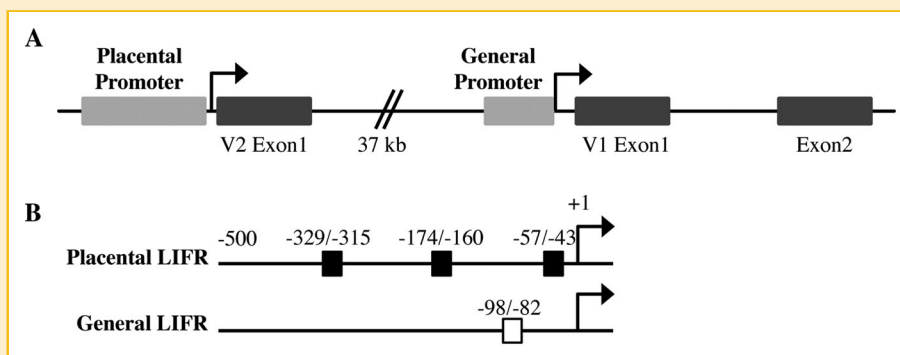 A
Placental
Promoter
General
Promoter
V2 Exon1
37 kb
V1 Exon1
Exon2
B
+1
-500
-329/-315
-174/-160
-57/-43
Placental LIFR
-98/-82
General LIFR